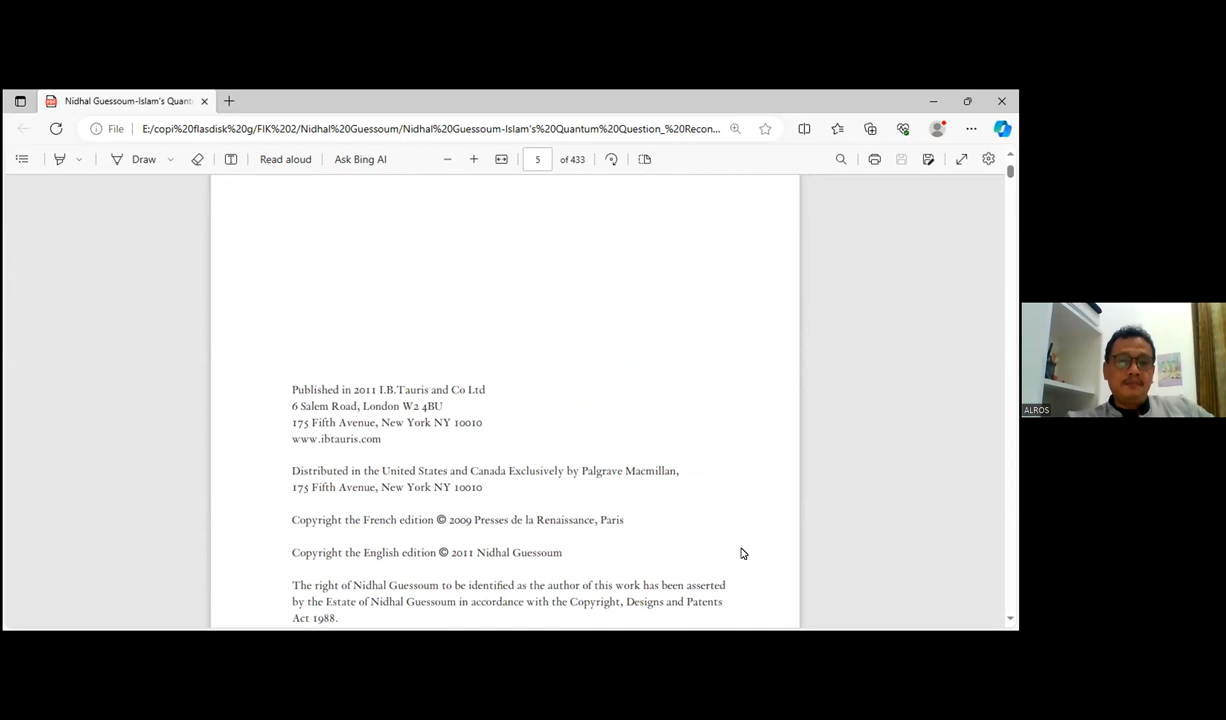 Nidhal Guessoum-Islam's Quant
File E:/copi%20flasdisk%20g/FIK%202/Nidhal%20Guessoum/Nidhal%20Guessoum-Islam's%20Quantum%20Question_%20Recon...
Draw Read aloud Ask Bing AI 5 of 433
Published in 2011 I.B.Tauris and Co Ltd
6 Salem Road, London W2 4BU
175 Fifth Avenue, New York NY 10010
www.ibtauris.com
Distributed in the United States and Canada Exclusively by Palgrave Macmillan,
175 Fifth Avenue, New York NY 10010
Copyright the French edition © 2009 Presses de la Renaissance, Paris
Copyright the English edition © 2011 Nidhal Guessoum
The right of Nidhal Guessoum to be identified as the author of this work has been asserted
by the Estate of Nidhal Guessoum in accordance with the Copyright, Designs and Patents
Act 1988.
ALROS